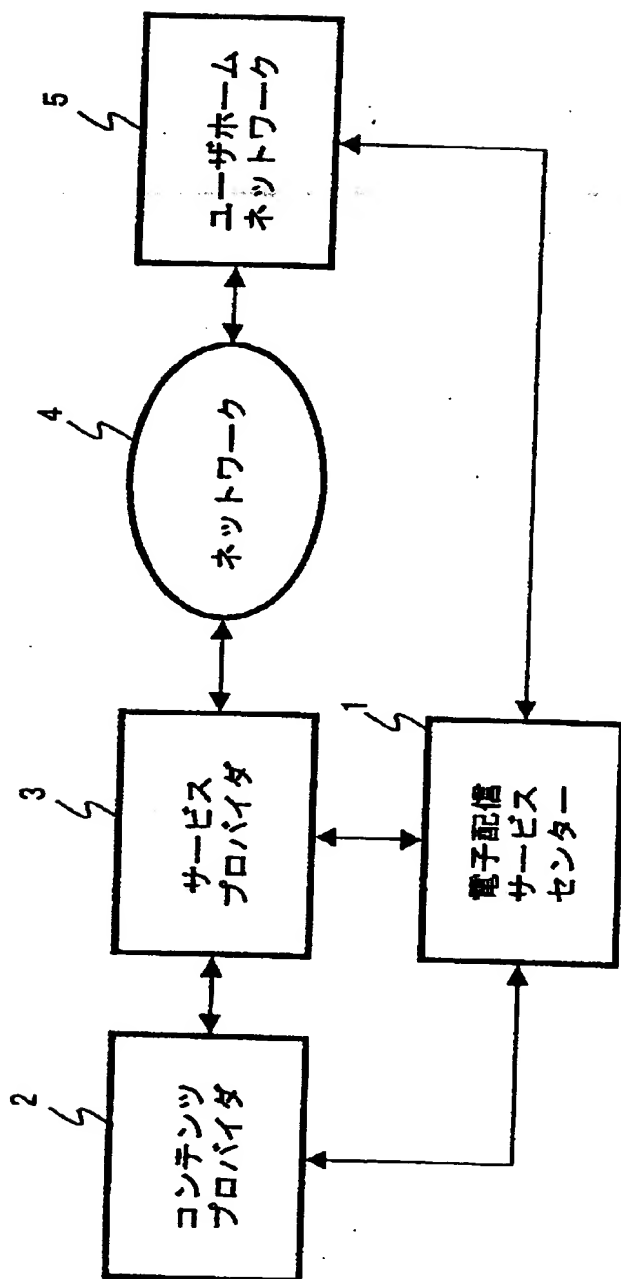 2
コンテンツ
プロバイダ
3
サービス
プロバイダ
4
ネットワーク
5
ユーザホーム
ネットワーク
1
電子配信
サービス
センター